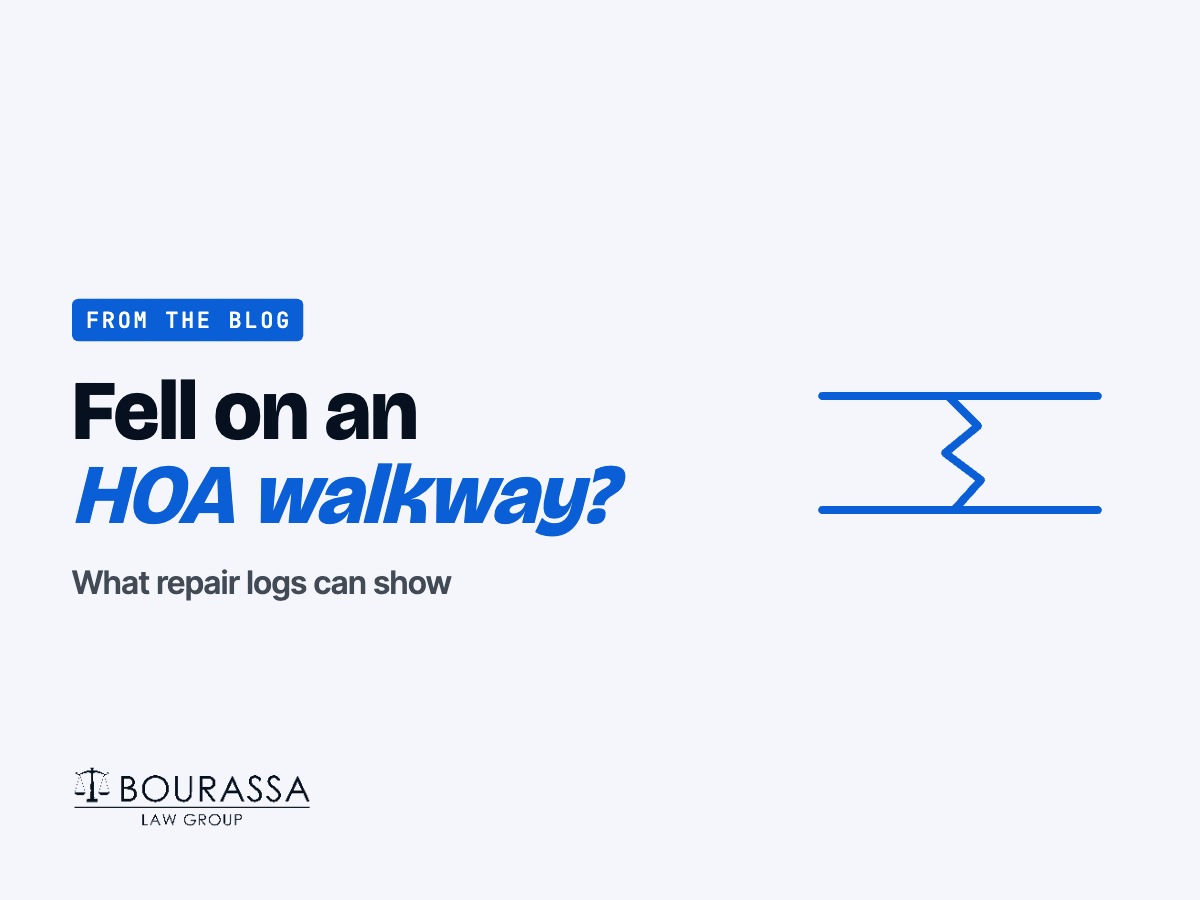 FROM THE BLOG
Fell on an
HOA walkway?
What repair logs can show
BOURASSA
LAW GROUP